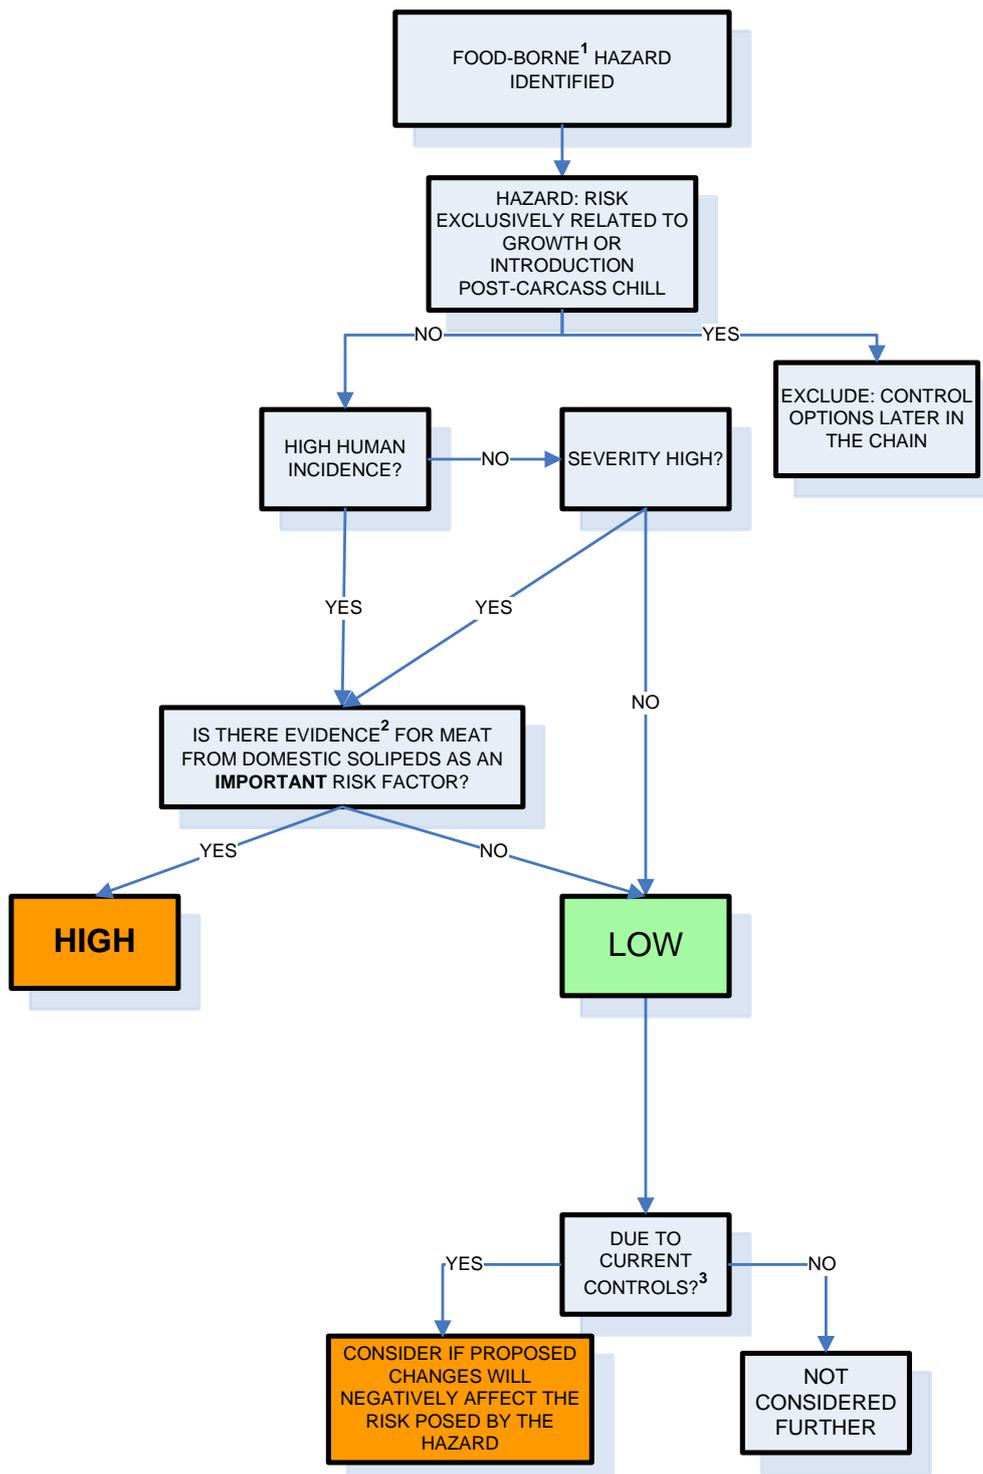 FOOD-BORNE1 HAZARD
IDENTIFIED
HAZARD: RISK
EXCLUSIVELY RELATED TO
GROWTH OR
INTRODUCTION
POST-CARCASS CHILL
NO
YES
EXCLUDE: CONTROL
OPTIONS LATER IN
THE CHAIN
HIGH HUMAN
INCIDENCE?
NO
SEVERITY HIGH?
YES
YES
NO
IS THERE EVIDENCE2 FOR MEAT
FROM DOMESTIC SOLIPEDS AS AN
IMPORTANT RISK FACTOR?
YES
NO
HIGH
LOW
DUE TO
CURRENT
CONTROLS?3
YES
NO
CONSIDER IF PROPOSED
CHANGES WILL
NEGATIVELY AFFECT THE
RISK POSED BY THE
HAZARD
NOT
CONSIDERED
FURTHER